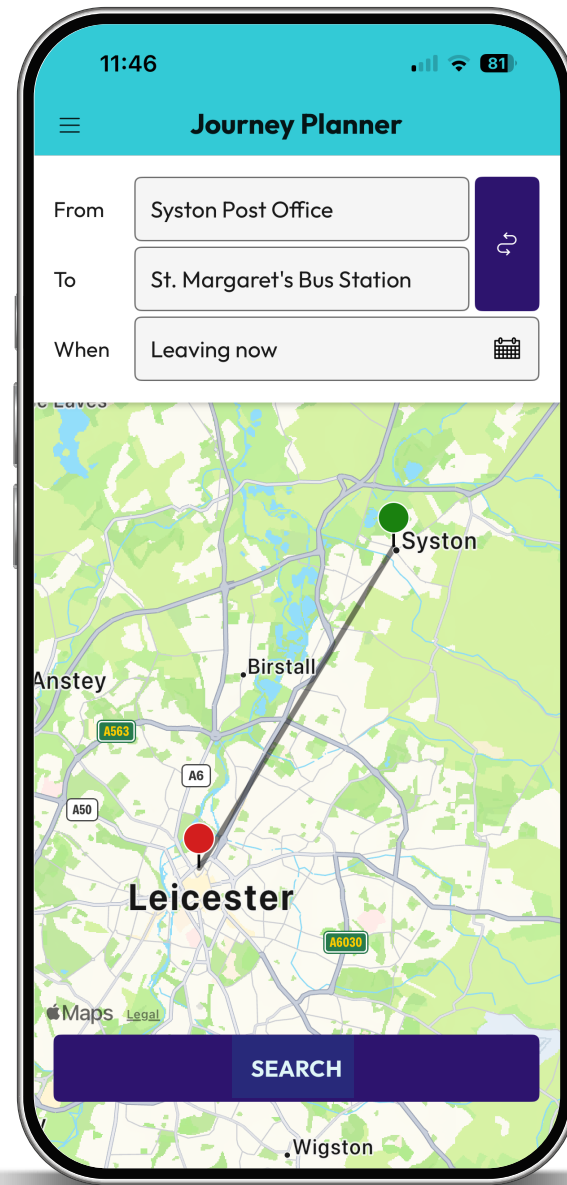 11:46
81
Journey Planner
From
Syston Post Office
To
St. Margaret's Bus Station
When
Leaving now
Syston
Birstall
Anstey
A563
A6
A50
Leicester
A6030
Maps
Legal
SEARCH
Wigston